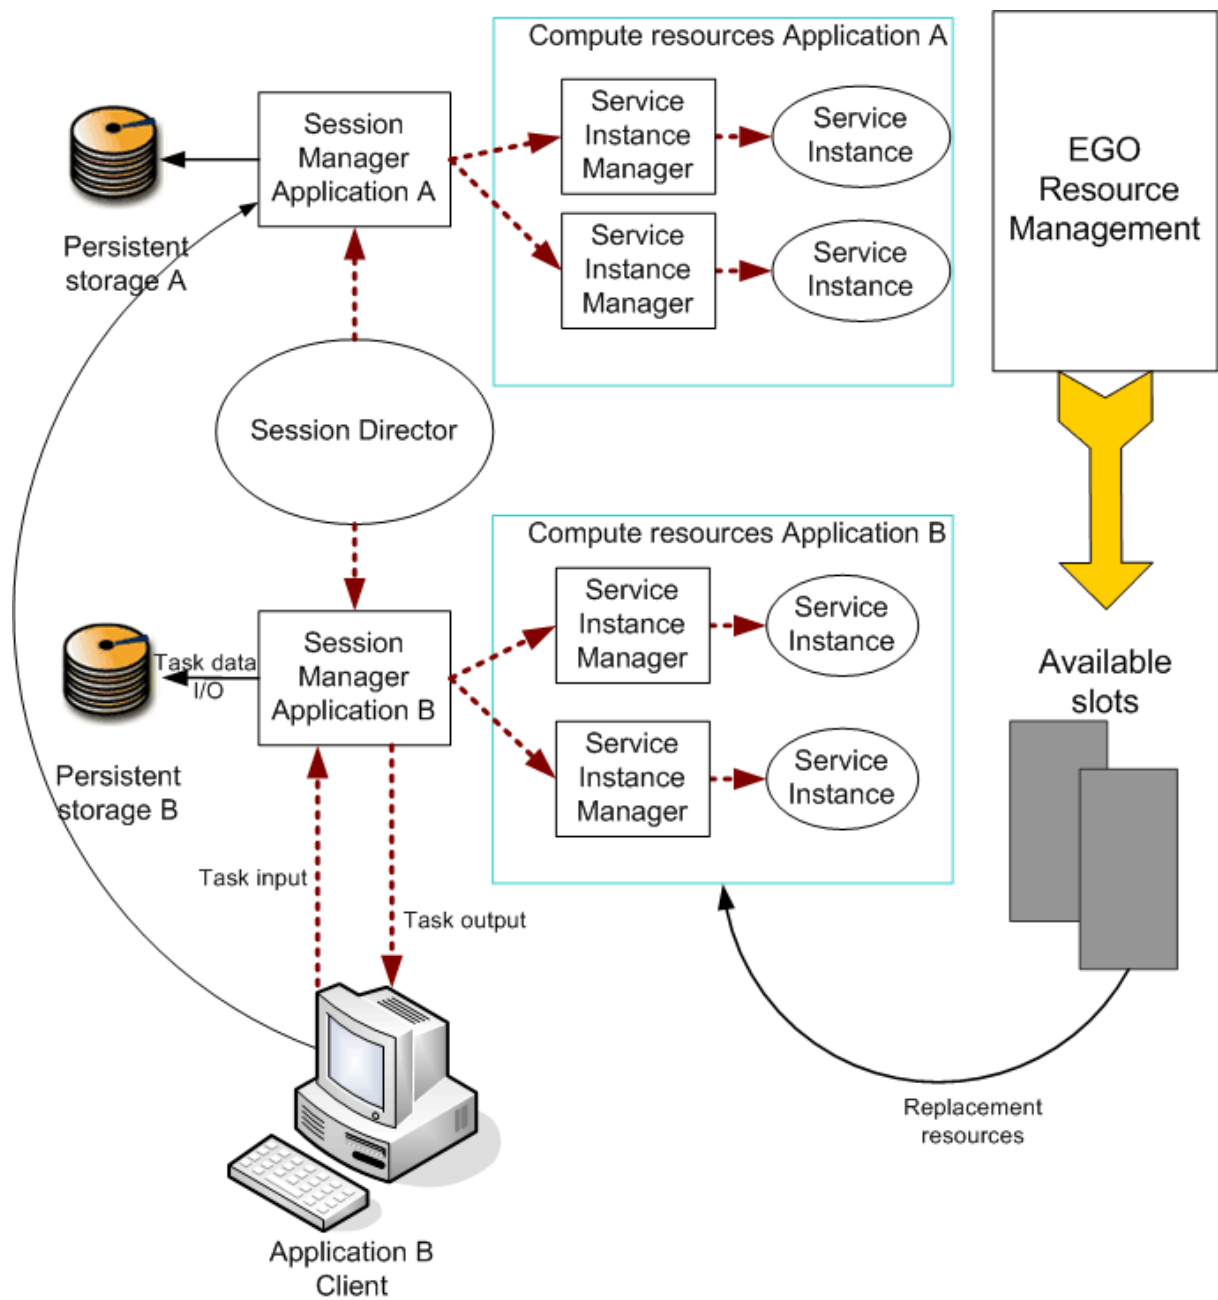 Compute resources Application A
Session
Manager
Application A
Service
Instance
Manager
Service
Instance
EGO
Resource
Management
Persistent
storage A
Service
Instance
Manager
Service
Instance
Session Director
Compute resources Application B
Session
Manager
Application B
Service
Instance
Manager
Service
Instance
Task data
I/O
Available
slots
Persistent
storage B
Service
Instance
Manager
Service
Instance
Task input
Task output
Replacement
resources
Application B
Client